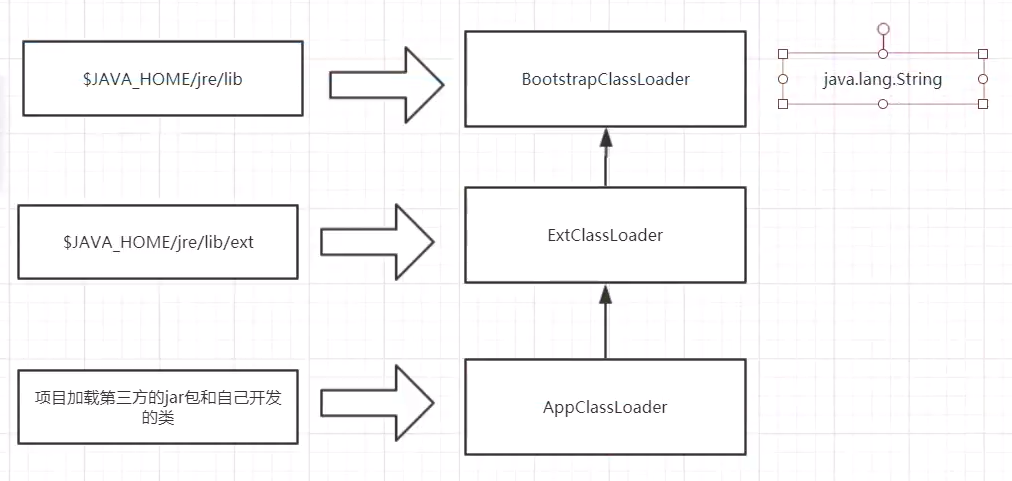 $JAVA_HOME/jre/lib
BootstrapClassLoader
java.lang.String
$JAVA_HOME/jre/lib/ext
ExtClassLoader
项目加载第三方的jar包和自己开发
的类
AppClassLoader